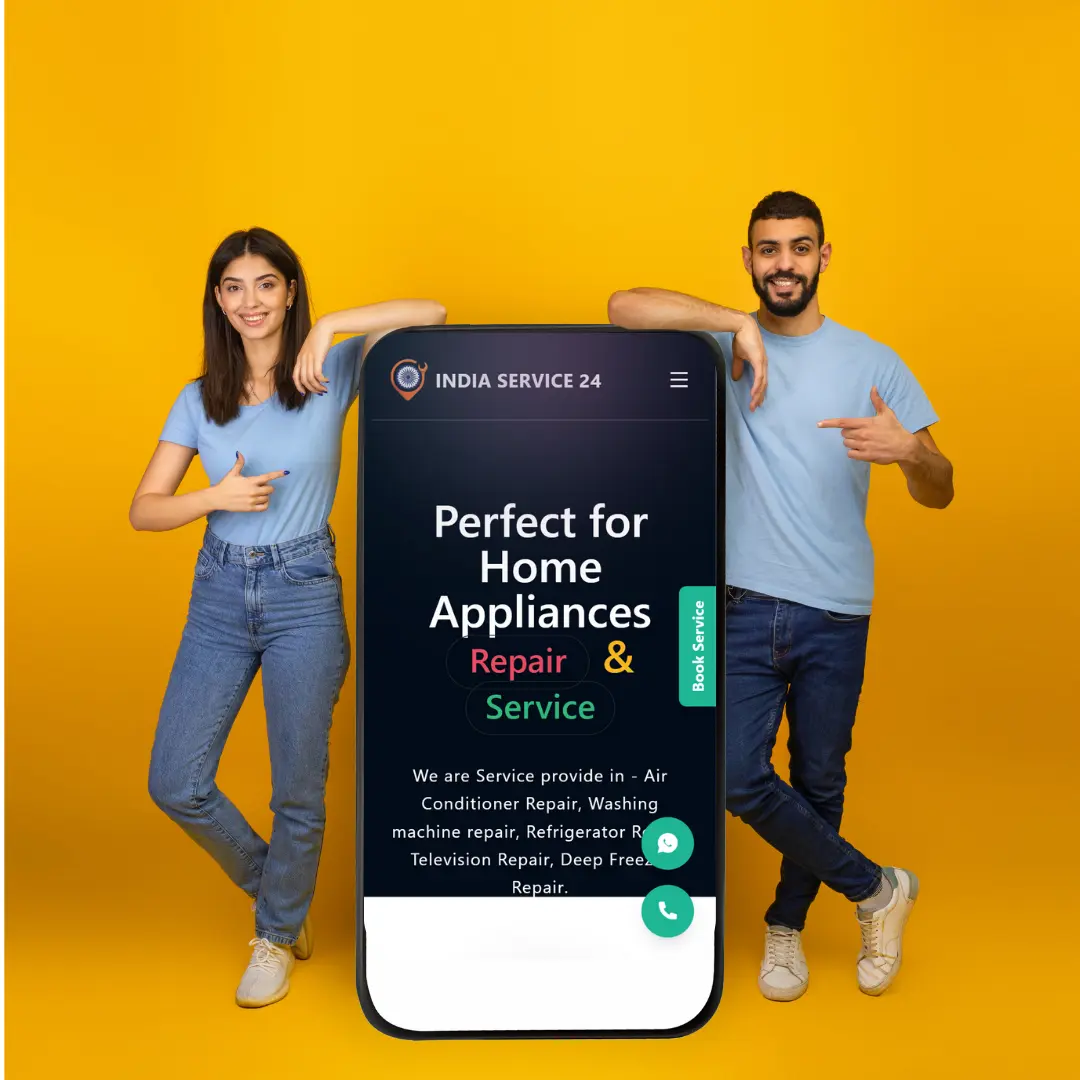 INDIA SERVICE 24
Perfect for
Home
Appliances
Repair &
Service
Book Service
We are Service provide in - Air
Conditioner Repair, Washing
machine repair, Refrigerator
Television Repair, Deep
Repair.